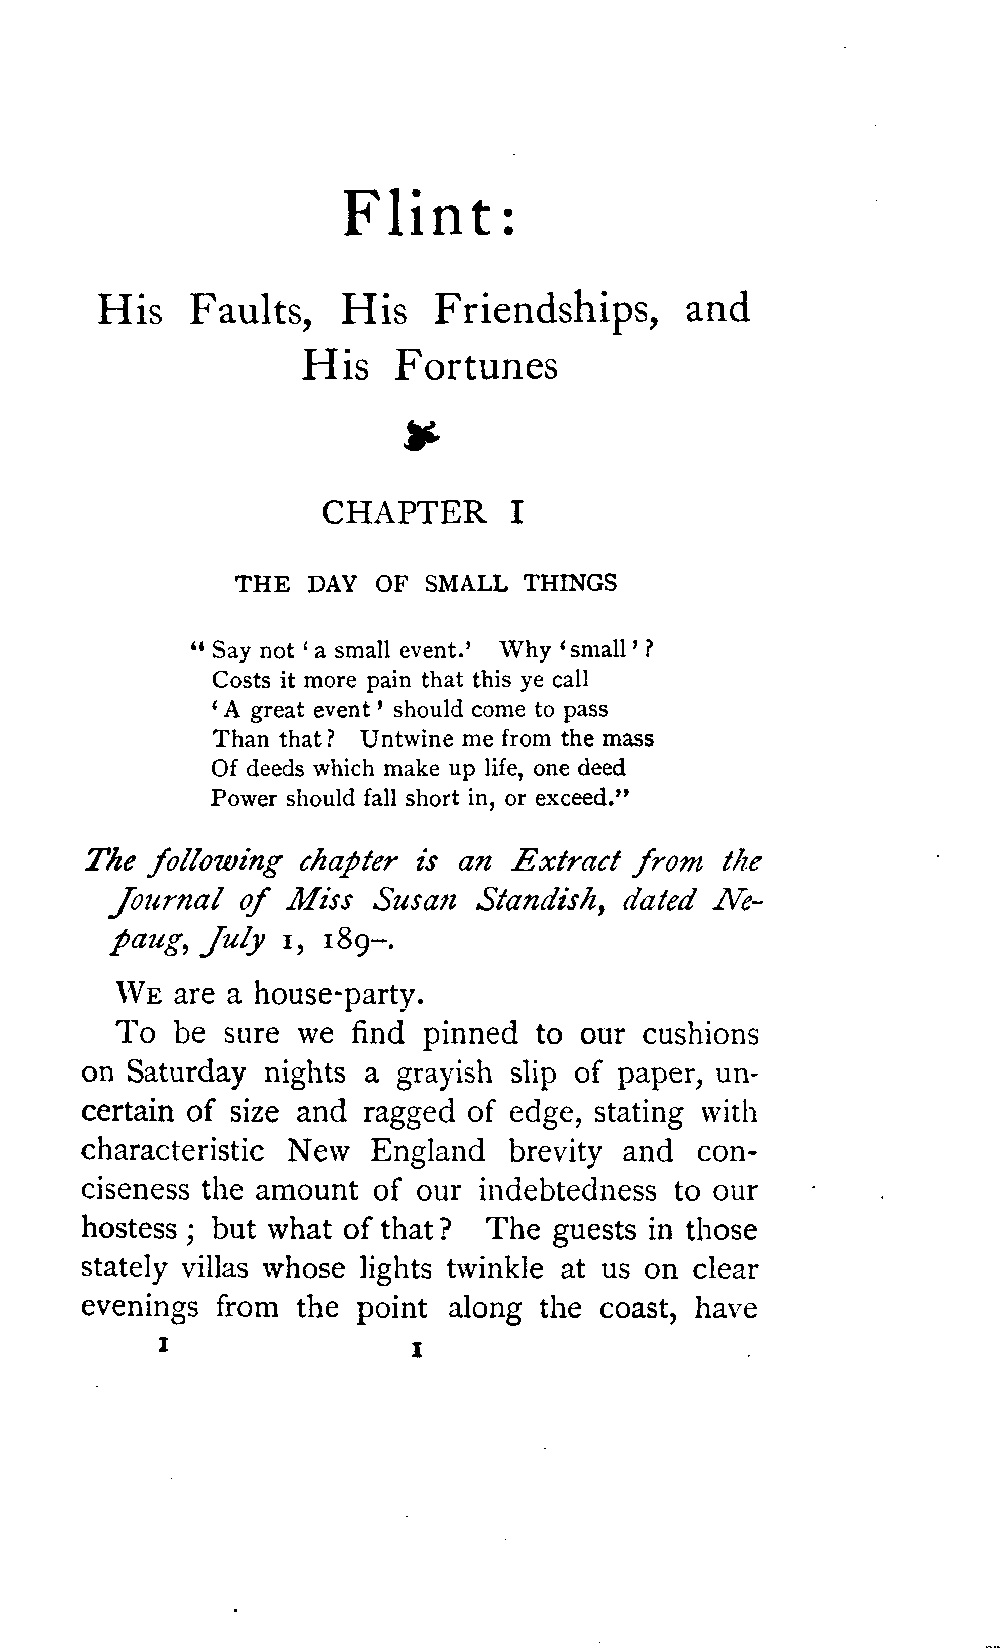 Flint:
His Faults, His Friendships, and
His Fortunes
CHAPTER I
THE DAY OF SMALL THINGS
“ Say not ‘ a small event.’ Why ‘ small ’ ?
Costs it more pain that this ye call
‘ A great event ’ should come to pass
Than that ? Untwine me from the mass
Of deeds which make up life, one deed
Power should fall short in, or exceed.”
The following chapter is an Extract from the
Journal of Miss Susan Standish, dated Ne-
paug, July 1, 189–.
WE are a house-party.
To be sure we find pinned to our cushions
on Saturday nights a grayish slip of paper, un-
certain of size and ragged of edge, stating with
characteristic New England brevity and con-
ciseness the amount of our indebtedness to our
hostess ; but what of that ? The guests in those
stately villas whose lights twinkle at us on clear
evenings from the point along the coast, have
1 1